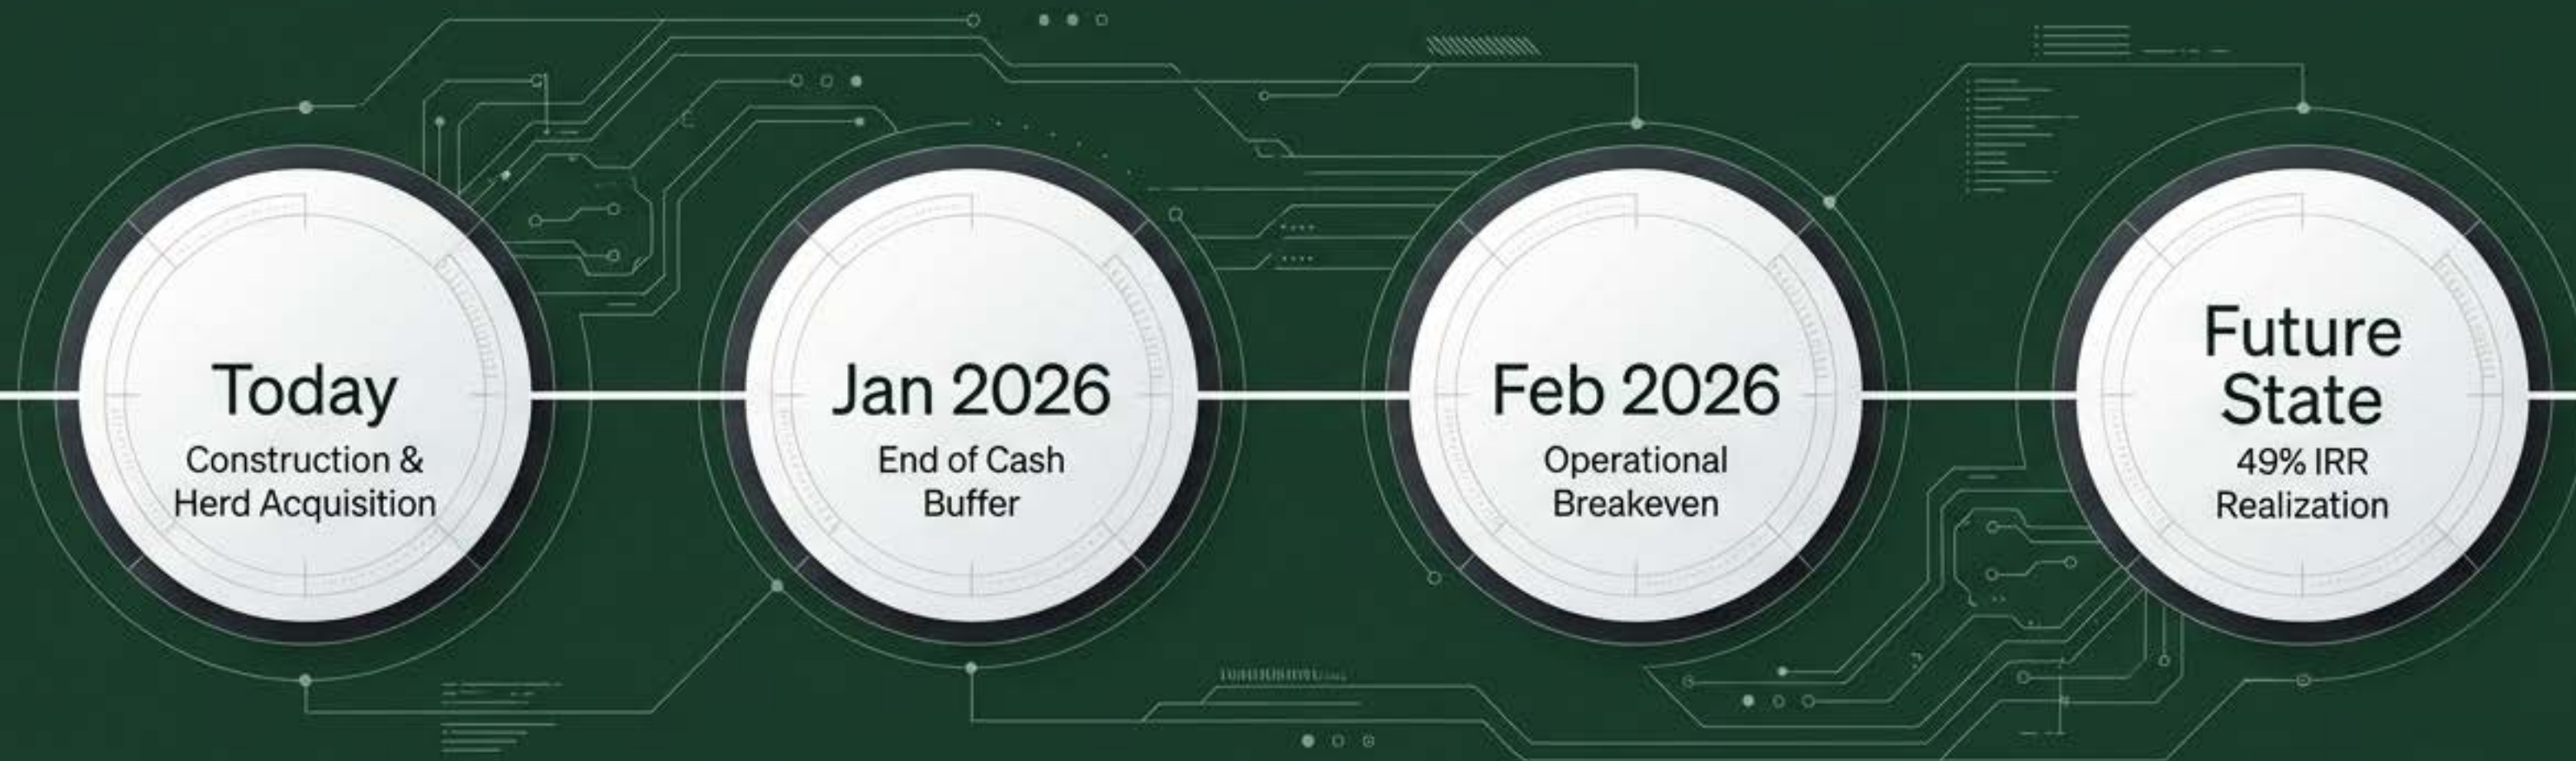 Today
Construction &
Herd Acquisition
Jan 2026
End of Cash
Buffer
Feb 2026
Operational
Breakeven
Future
State
49% IRR
Realization